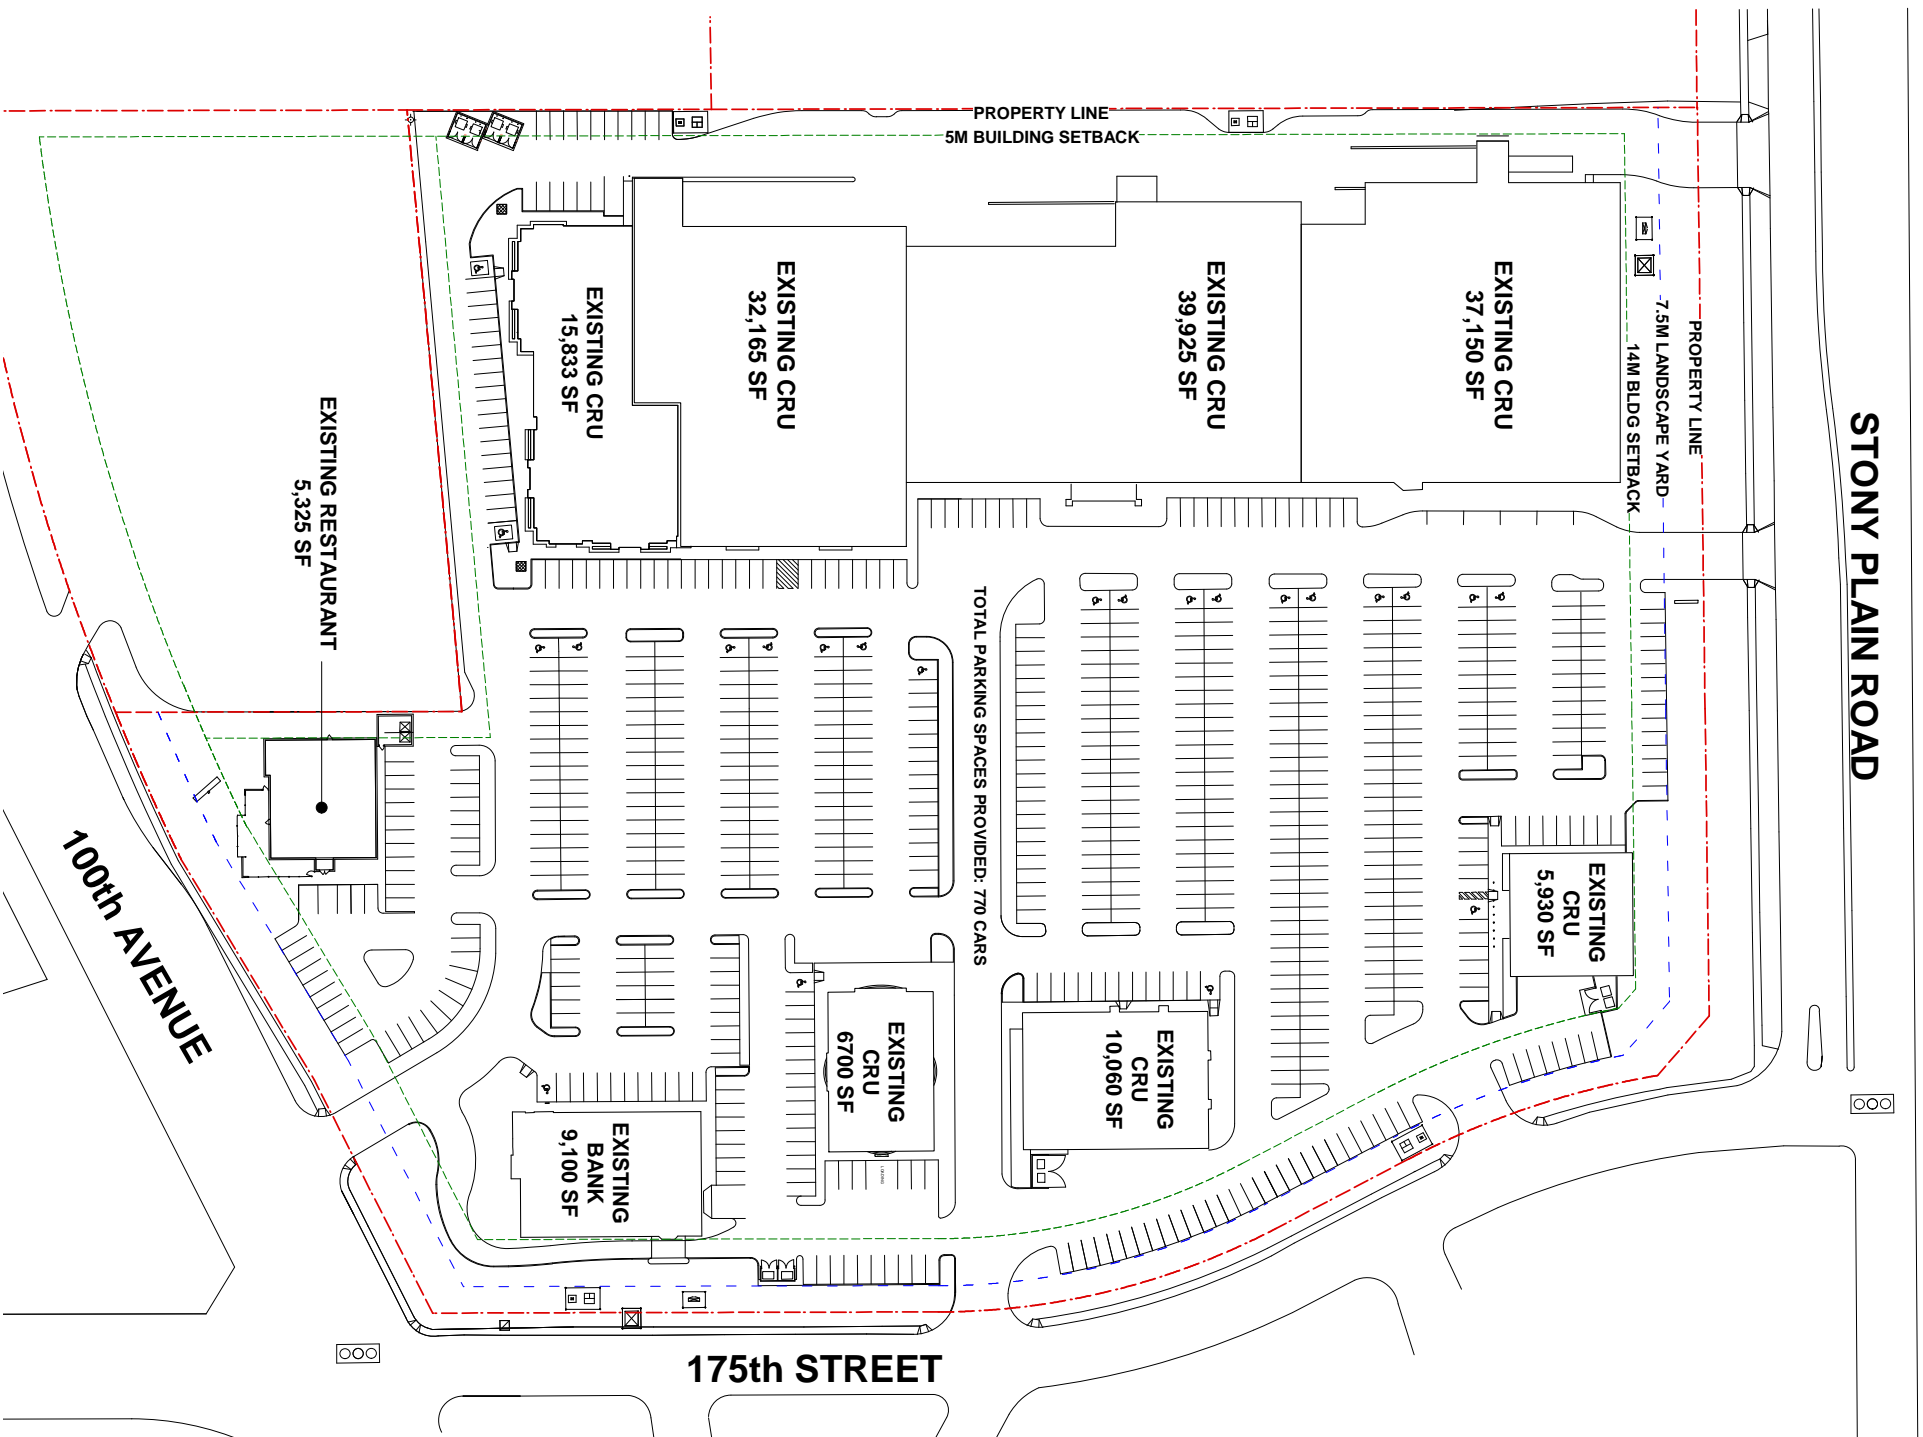 PROPERTY LINE
5M BUILDING SETBACK
EXISTING CRU
15,833 SF
EXISTING CRU
32,165 SF
EXISTING CRU
39,925 SF
EXISTING CRU
37,150 SF
PROPERTY LINE
7.5M LANDSCAPE YARD
14M BLDG SETBACK
STONY PLAIN ROAD
EXISTING RESTAURANT
5,325 SF
TOTAL PARKING SPACES PROVIDED: 770 CARS
EXISTING
CRU
5,930 SF
100th AVENUE
EXISTING
CRU
6700 SF
EXISTING
CRU
10,060 SF
EXISTING
BANK
9,100 SF
175th STREET